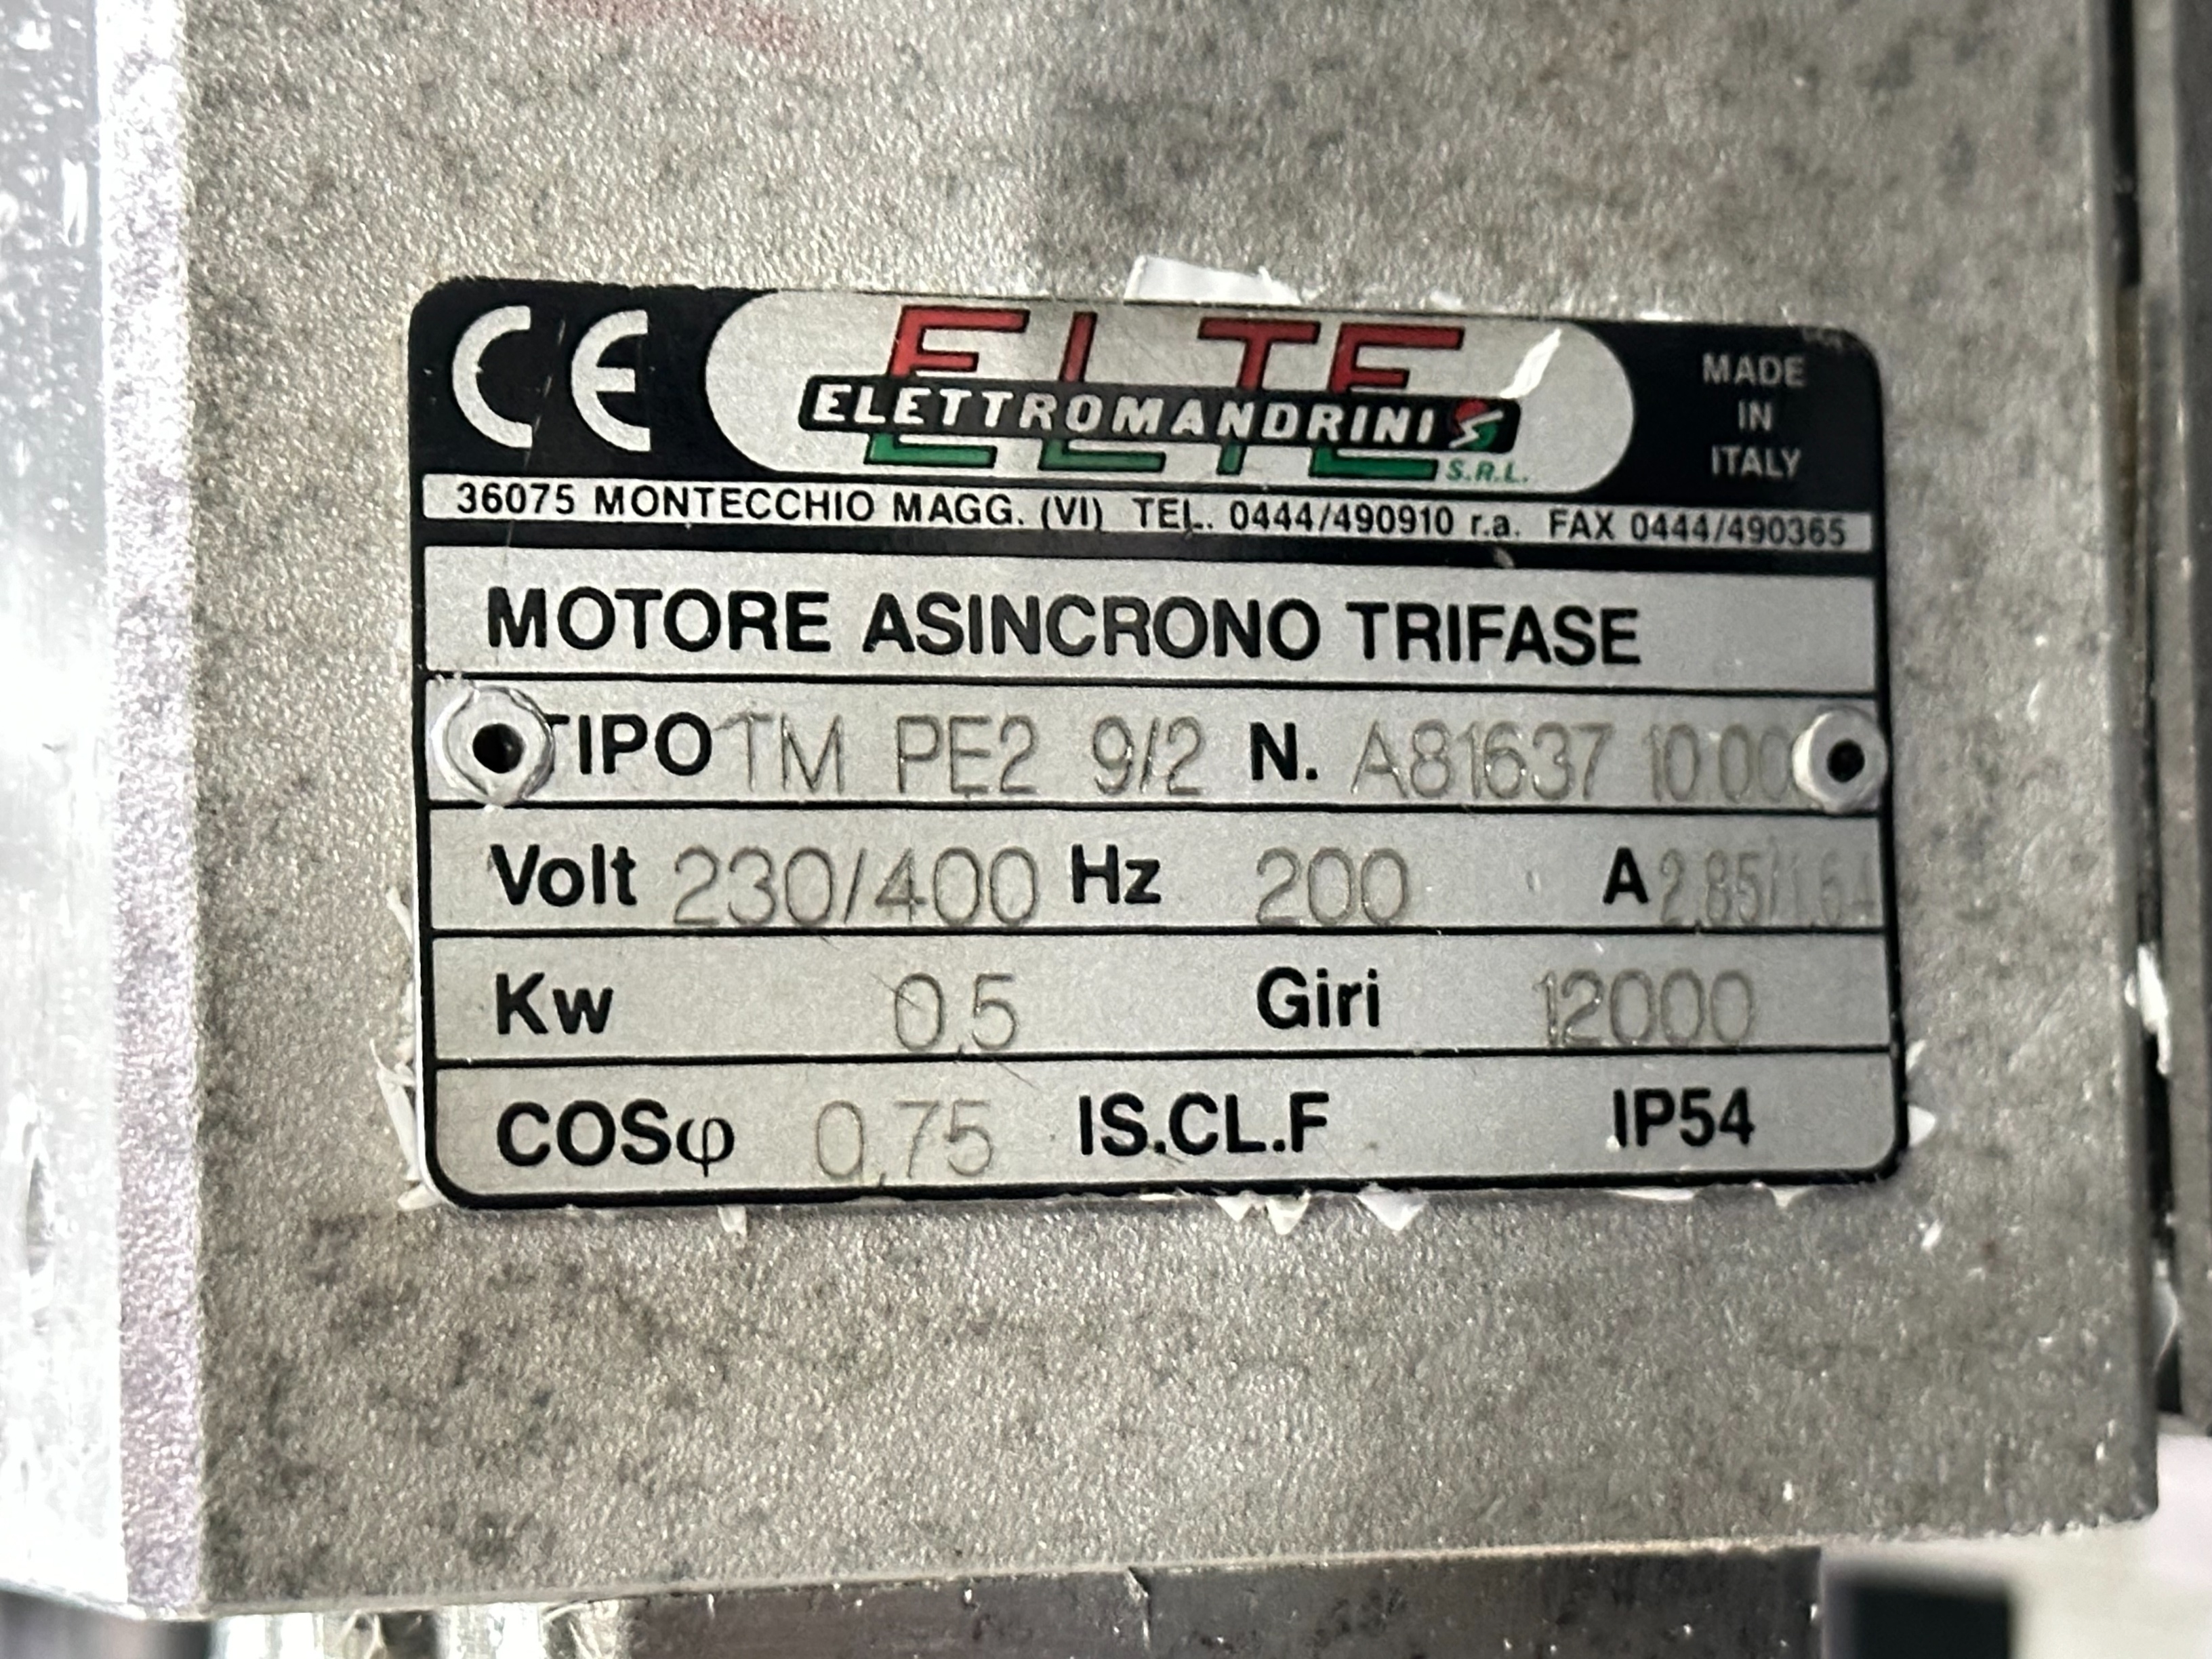 CE
ELTE
ELETTROMANDRINI
S.R.L.
MADE
IN
ITALY
36075 MONTECCHIO MAGG. (VI) TEL. 0444/490910 r.a. FAX 0444/490365
MOTORE ASINCRONO TRIFASE
TIPO TM PE2 9/2 N. A81637
Volt 230/400 Hz 200 A 2.85/1.64
Kw 0.5 Giri 12000
COSφ 0.75 IS.CL.F IP54